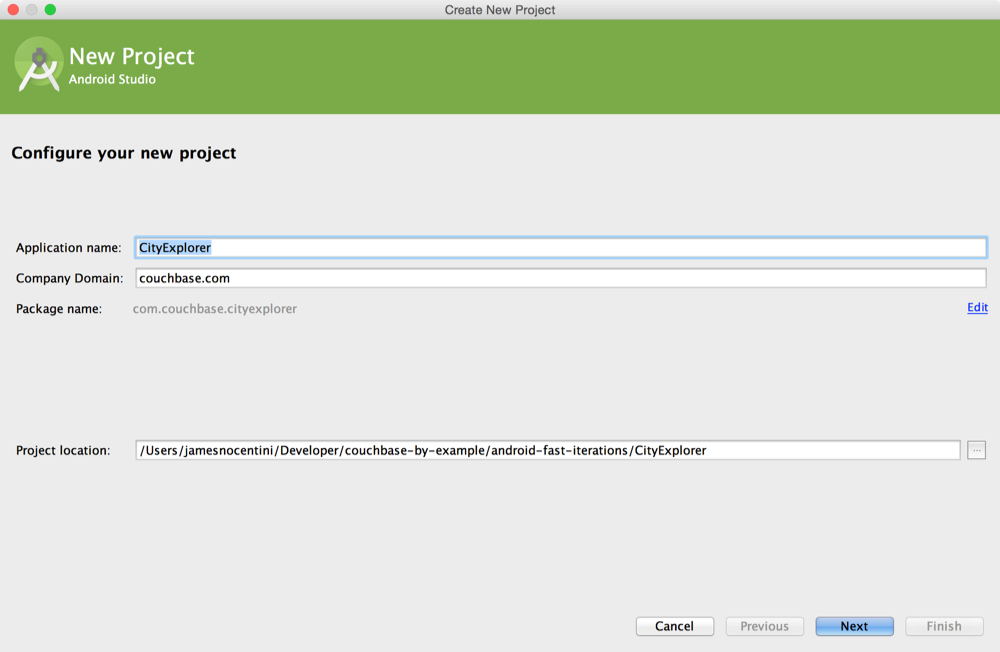 Create New Project
New Project
Android Studio
Configure your new project
Application name: CityExplorer
Company Domain: couchbase.com
Package name: com.couchbase.cityexplorer Edit
Project location: /Users/jamesnocentini/Developer/couchbase-by-example/android-fast-iterations/CityExplorer ...
Cancel Previous Next Finish